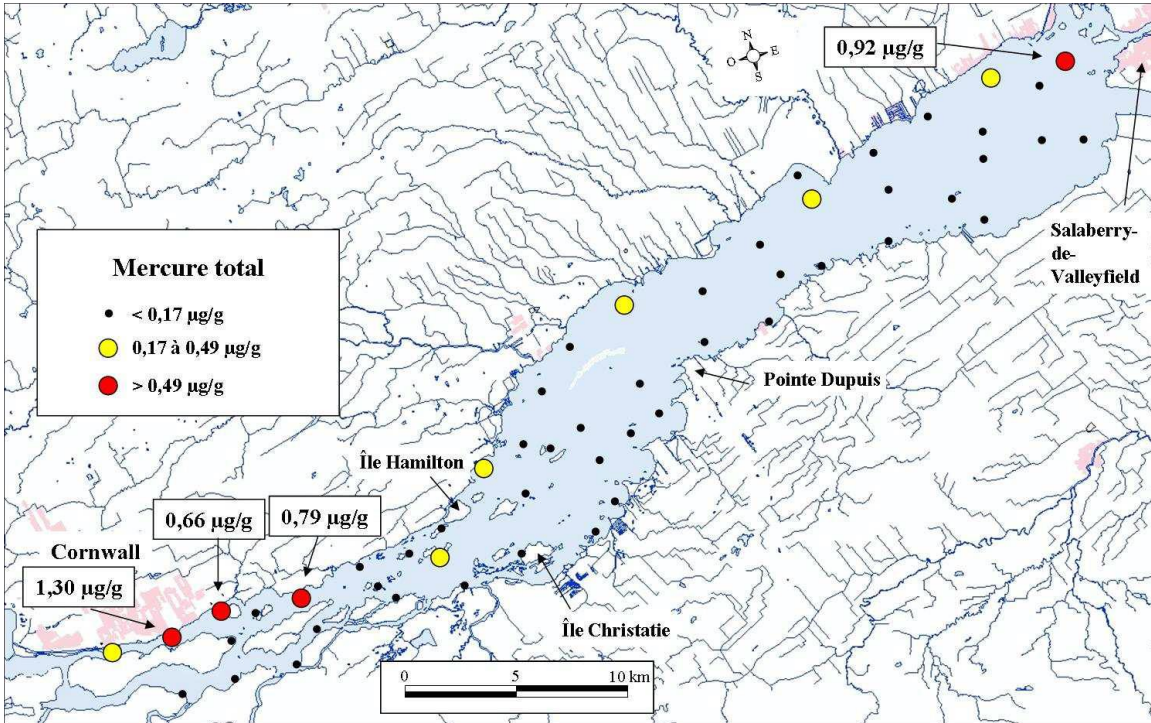 N
O E
S
0,92 µg/g
Mercure total
< 0,17 µg/g
0,17 à 0,49 µg/g
> 0,49 µg/g
Salaberry-
de-
Valleyfield
Pointe Dupuis
Île Hamilton
0,66 µg/g
0,79 µg/g
Cornwall
1,30 µg/g
Île Christatie
0 5 10 km